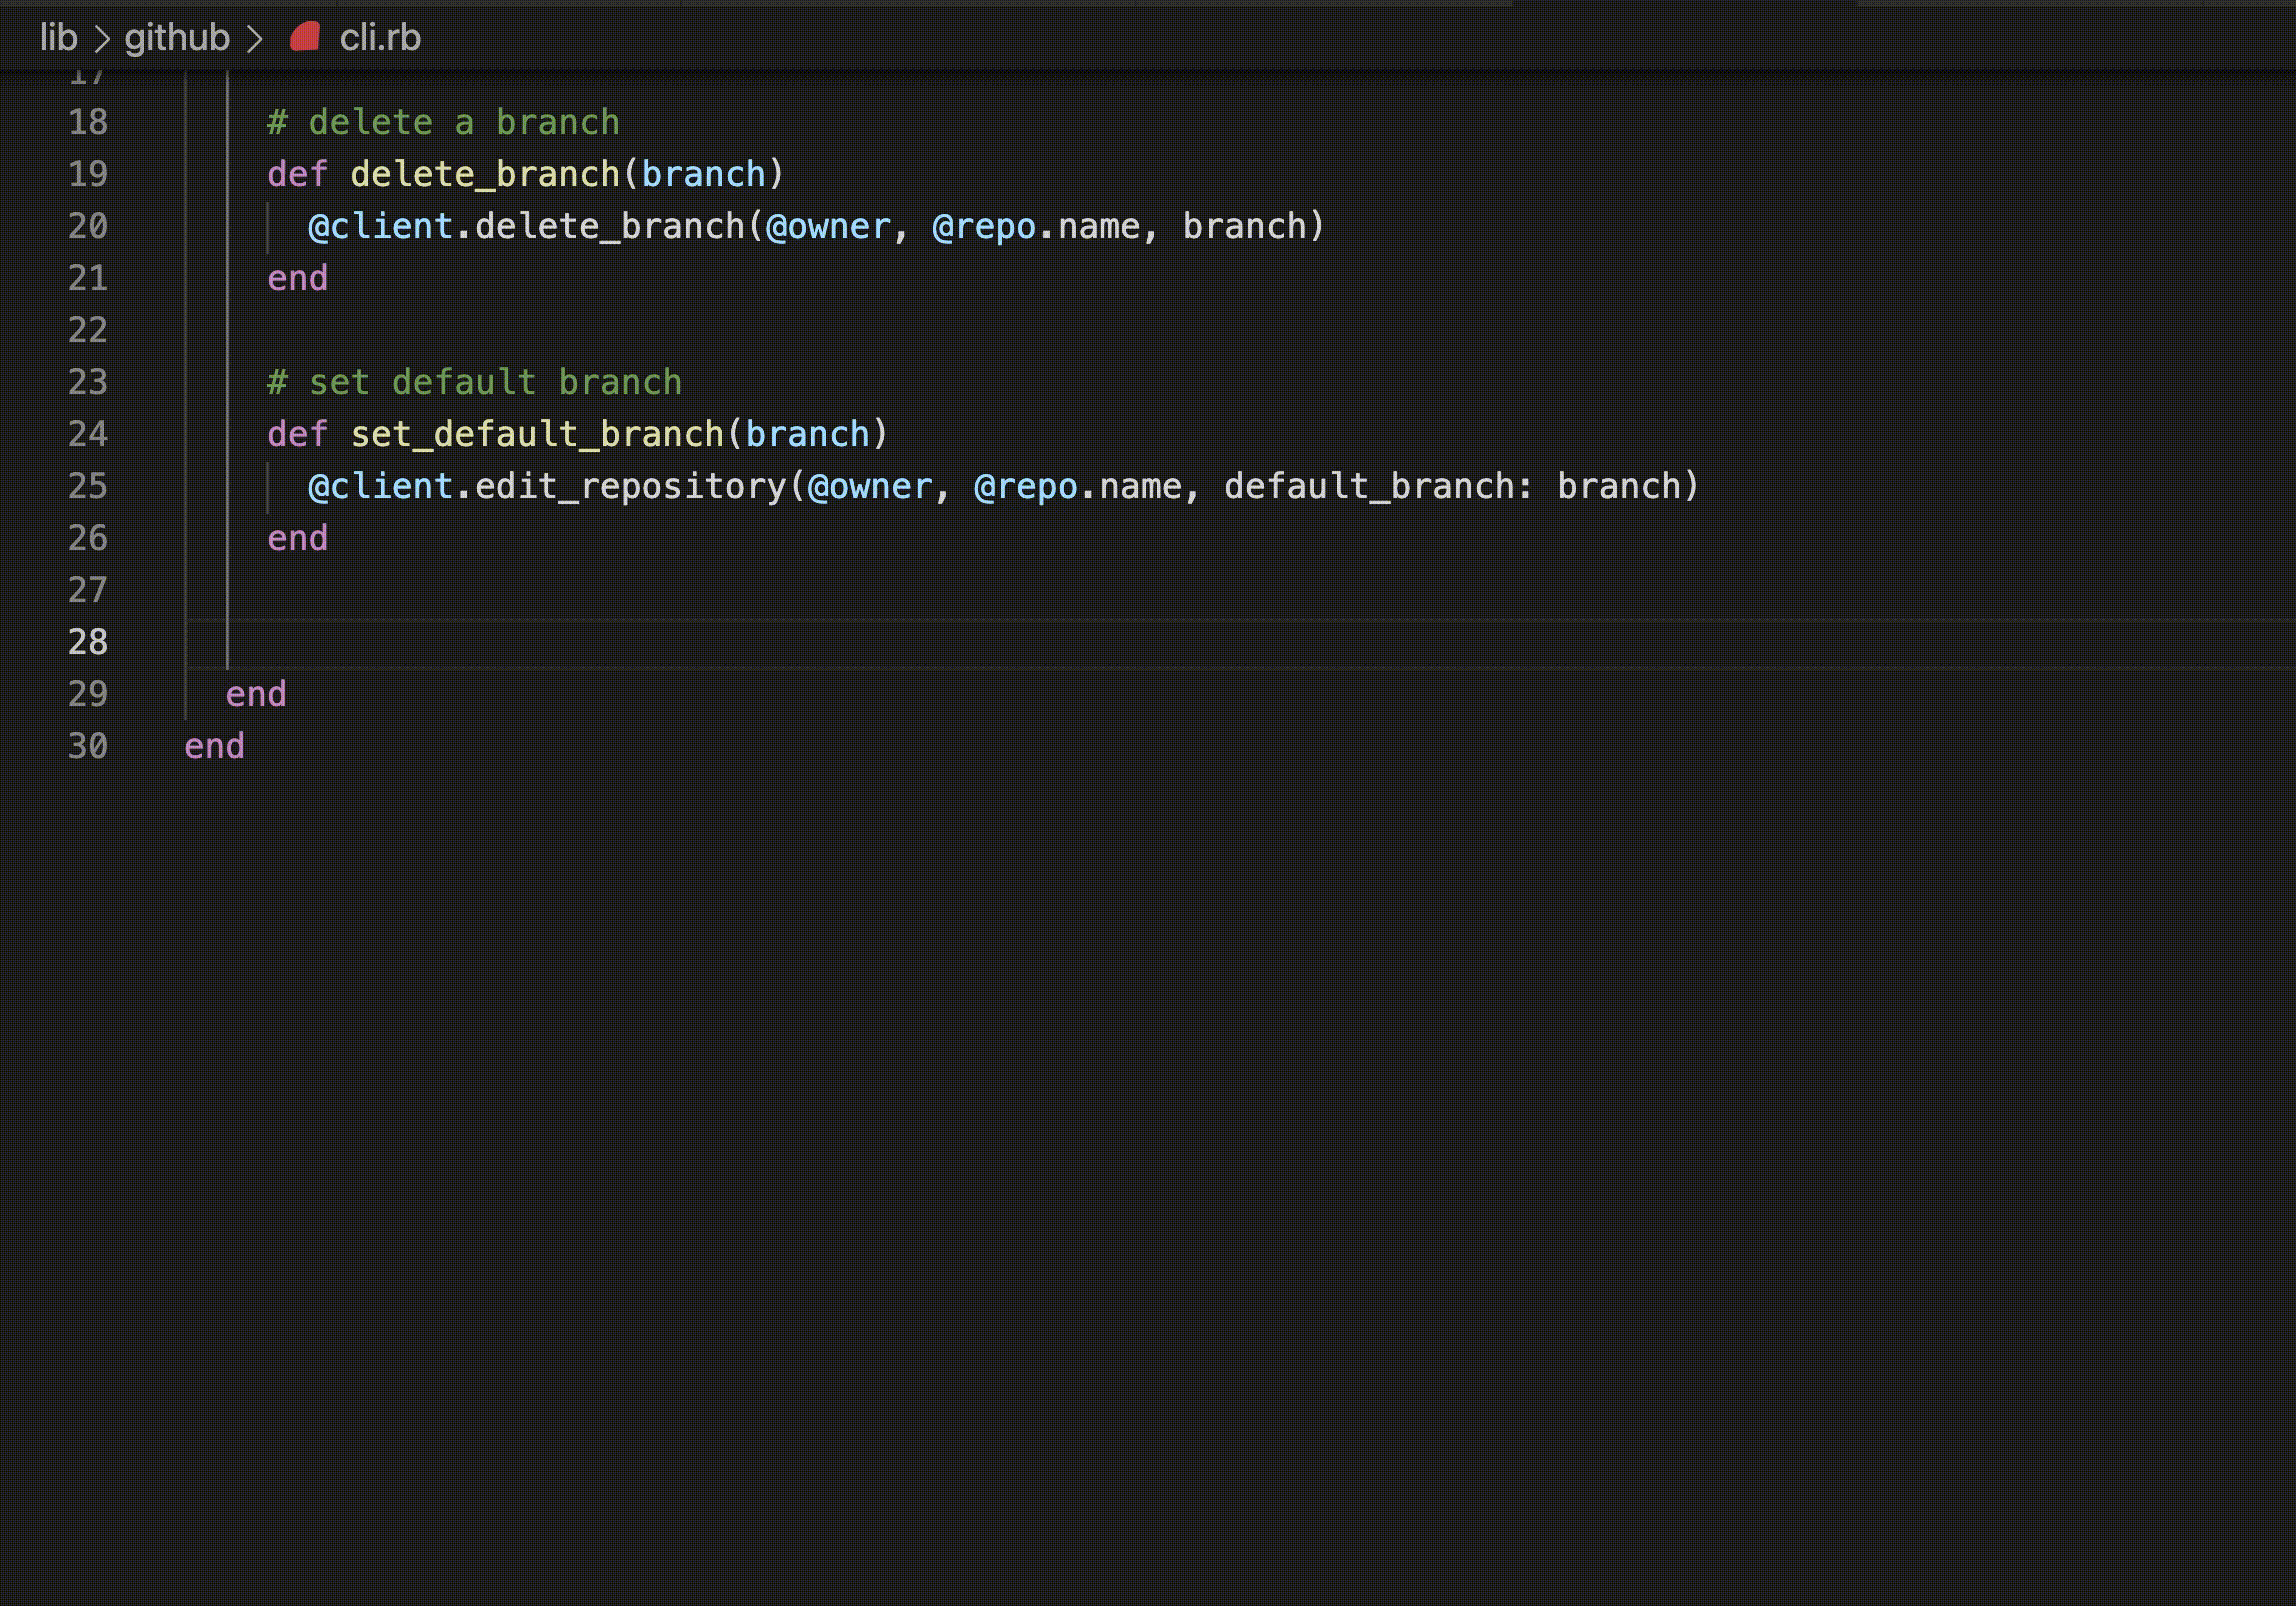 lib > github > cli.rb
17
18 # delete a branch
19 def delete_branch(branch)
20 @client.delete_branch(@owner, @repo.name, branch)
21 end
22
23 # set default branch
24 def set_default_branch(branch)
25 @client.edit_repository(@owner, @repo.name, default_branch: branch)
26 end
27
28
29 end
30 end